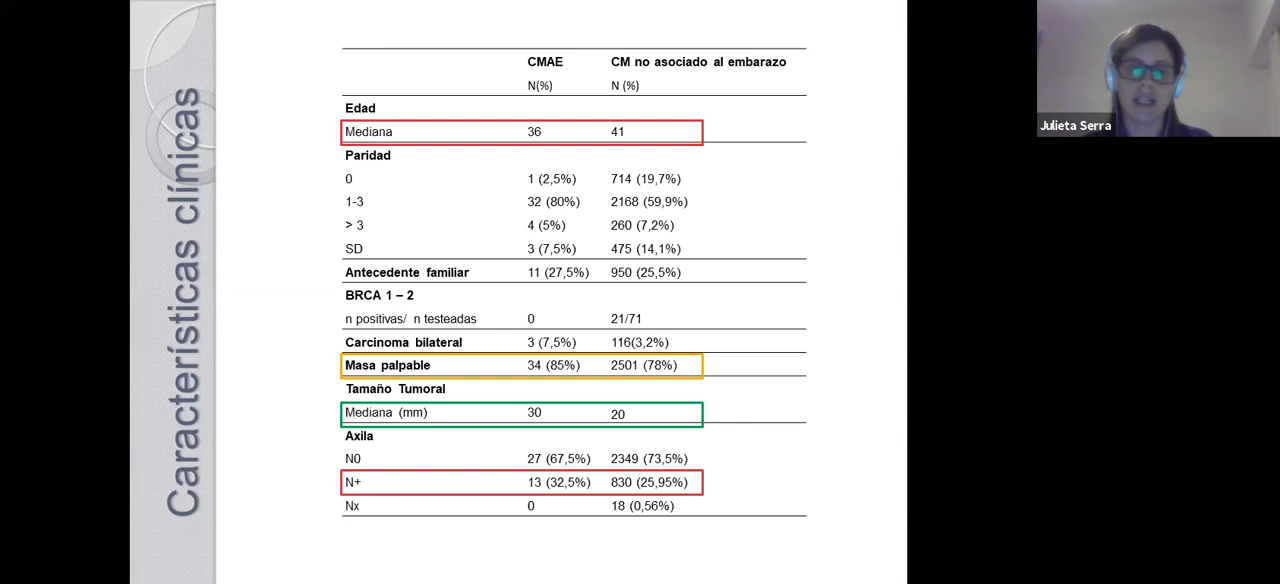 Características clínicas
CMAE CM no asociado al embarazo
N(%) N (%)
Edad
Mediana 36 41
Paridad
0 1 (2,5%) 714 (19,7%)
1-3 32 (80%) 2168 (59,9%)
> 3 4 (5%) 260 (7,2%)
SD 3 (7,5%) 475 (14,1%)
Antecedente familiar 11 (27,5%) 950 (25,5%)
BRCA 1 – 2
n positivas/ n testeadas 0 21/71
Carcinoma bilateral 3 (7,5%) 116(3,2%)
Masa palpable 34 (85%) 2501 (78%)
Tamaño Tumoral
Mediana (mm) 30 20
Axila
N0 27 (67,5%) 2349 (73,5%)
N+ 13 (32,5%) 830 (25,95%)
Nx 0 18 (0,56%)
Julieta Serra